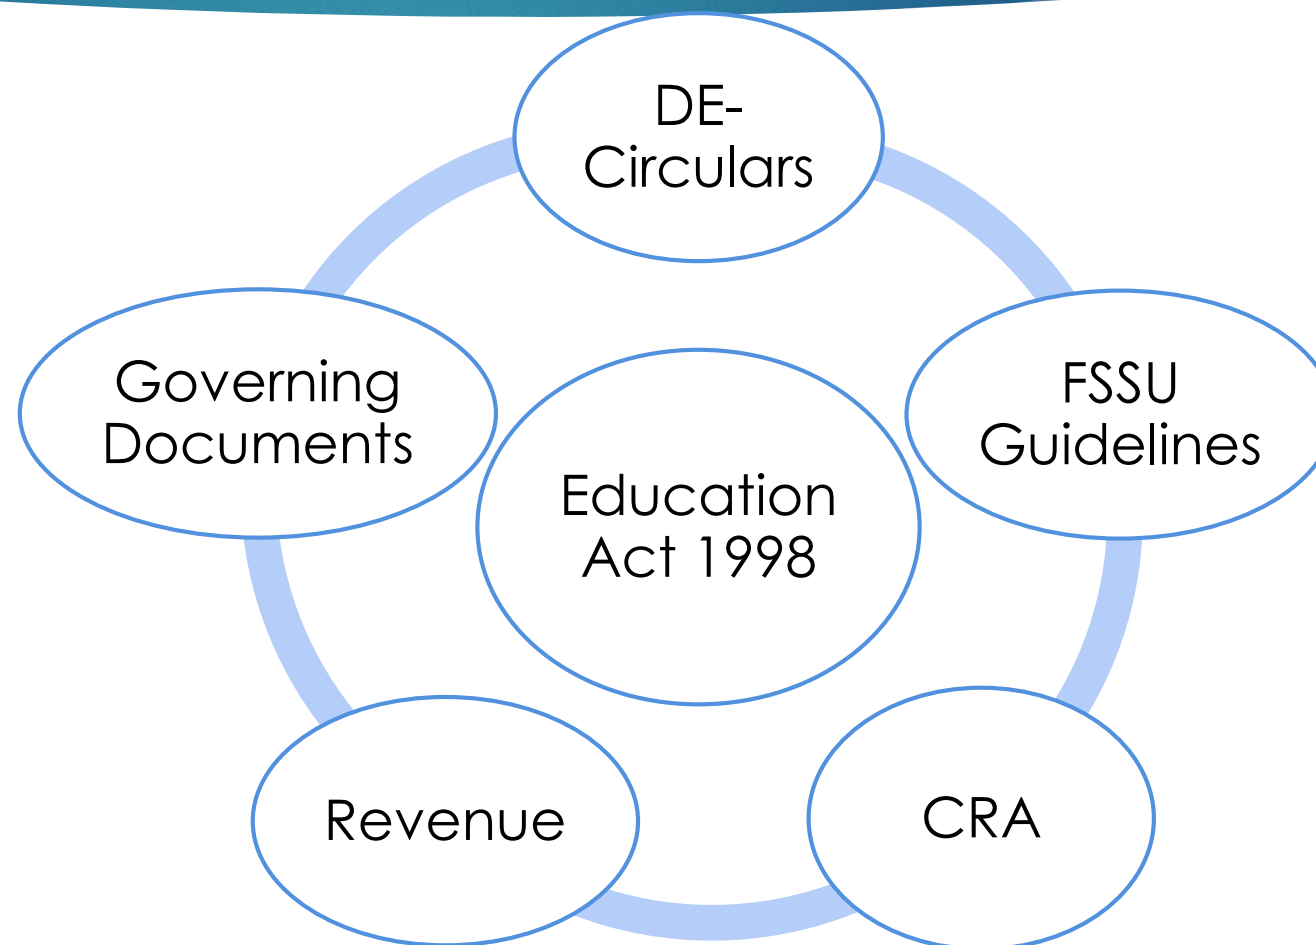 DE-
Circulars
Governing
Documents
FSSU
Guidelines
Education
Act 1998
Revenue
CRA